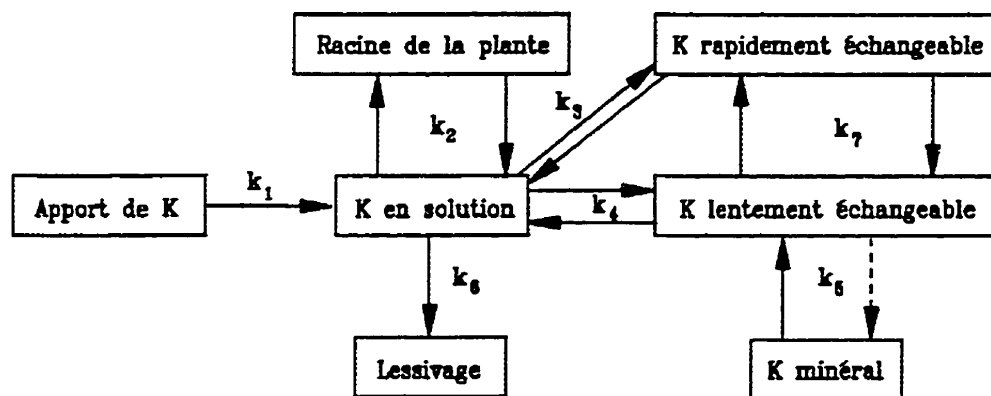 Racine de la plante
K rapidement échangeable
k₂
k₃
k₇
k₁
Apport de K
K en solution
k₄
K lentement échangeable
k₆
k₅
Lessivage
K minéral